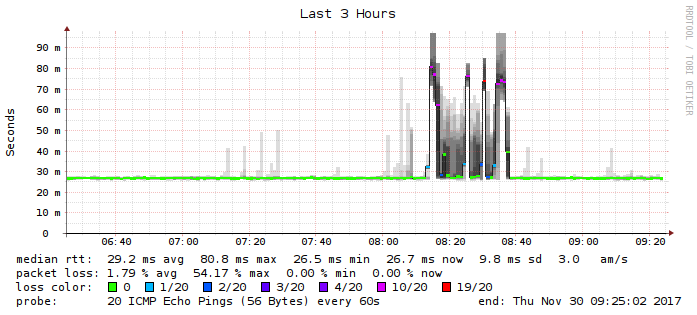 Last 3 Hours
RRDTOOL / TOBI OETIKER
Seconds
90 m
80 m
70 m
60 m
50 m
40 m
30 m
20 m
10 m
0
06:40 07:00 07:20 07:40 08:00 08:20 08:40 09:00 09:20
median rtt: 29.2 ms avg 80.8 ms max 26.5 ms min 26.7 ms now 9.8 ms sd 3.0 am/s
packet loss: 1.79 % avg 54.17 % max 0.00 % min 0.00 % now
loss color: 0 1/20 2/20 3/20 4/20 10/20 19/20
probe: 20 ICMP Echo Pings (56 Bytes) every 60s end: Thu Nov 30 09:25:02 2017